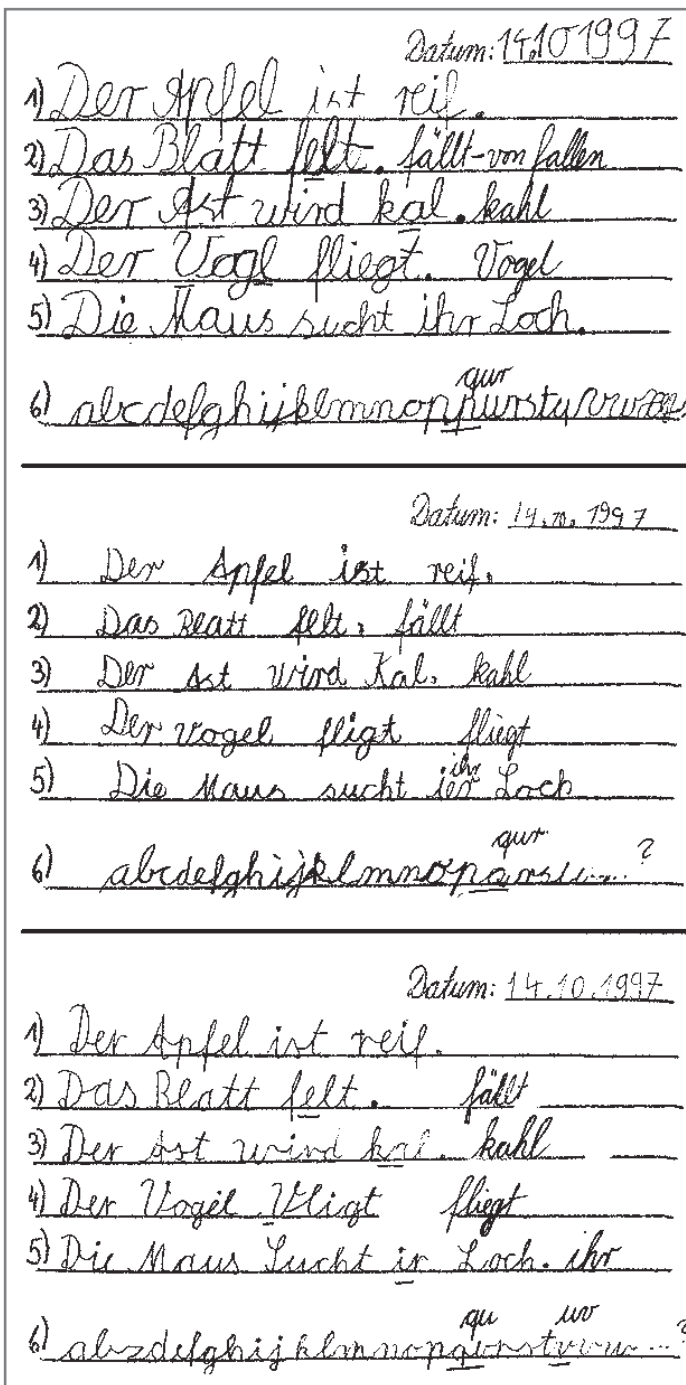 Datum: 14.10 1997
1) Der Apfel ist reif.
2) Das Blatt felt. fällt-von fallen
3) Der Ast wird kal. kahl
4) Der Vogl fliegt. Vogel
5) Die Maus sucht ihr Loch.
qur
6) abcdefghijklmnoppursty
Datum: 14.10.1997
1) Der Apfel ist reif.
2) Das Blatt felt. fällt
3) Der Ast wird Kal. kahl
4) Der Vogel fligt fliegt
ihr
5) Die Maus sucht ier Loch
qur
6) abcdefghijklmnopqrsu....?
Datum: 14.10.1997
1) Der Apfel ist reif.
2) Das Blatt felt. fällt
3) Der Ast wird kal. kahl
4) Der Vogel Vligt fliegt
5) Die Maus Sucht ir Loch. ihr
qu uv
6) abzdefghijklmnopqurstvvw...?